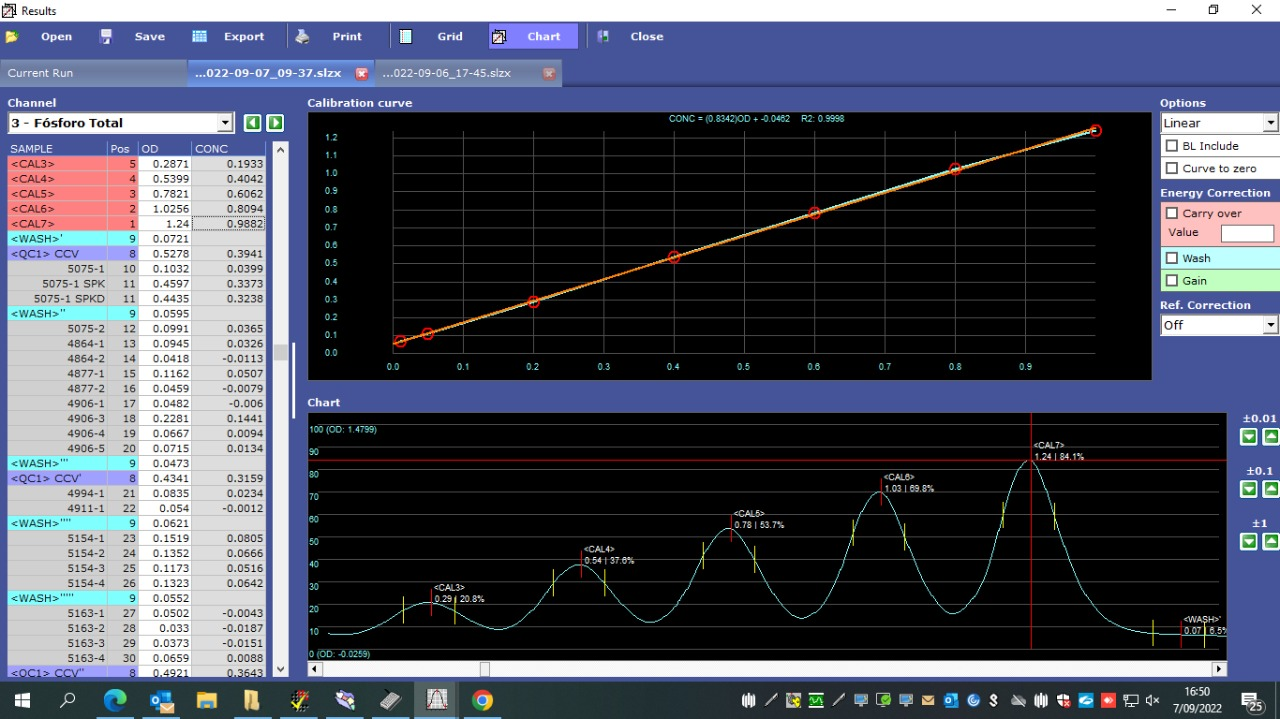 Results
Open Save Export Print Grid Chart Close
Current Run ...022-09-07_09-37.slzx ...022-09-06_17-45.slzx
Channel
3 - Fósforo Total
SAMPLE Pos OD CONC
<CAL3> 5 0.2871 0.1933
<CAL4> 4 0.5399 0.4042
<CAL5> 3 0.7821 0.6062
<CAL6> 2 1.0256 0.8094
<CAL7> 1 1.24 0.9882
<WASH>' 9 0.0721
<QC1> CCV 8 0.5278 0.3941
5075-1 10 0.1032 0.0399
5075-1 SPK 11 0.4597 0.3373
5075-1 SPKD 11 0.4435 0.3238
<WASH>'' 9 0.0595
5075-2 12 0.0991 0.0365
4864-1 13 0.0945 0.0326
4864-2 14 0.0418 -0.0113
4877-1 15 0.1162 0.0507
4877-2 16 0.0459 -0.0079
4906-1 17 0.0482 -0.006
4906-3 18 0.2281 0.1441
4906-4 19 0.0667 0.0094
4906-5 20 0.0715 0.0134
<WASH>''' 9 0.0473
<QC1> CCV' 8 0.4341 0.3159
4994-1 21 0.0835 0.0234
4911-1 22 0.054 -0.0012
<WASH>'''' 9 0.0621
5154-1 23 0.1519 0.0805
5154-2 24 0.1352 0.0666
5154-3 25 0.1173 0.0516
5154-4 26 0.1323 0.0642
<WASH>''''' 9 0.0552
5163-1 27 0.0502 -0.0043
5163-2 28 0.033 -0.0187
5163-3 29 0.0373 -0.0151
5163-4 30 0.0659 0.0088
<QC1> CCV'' 8 0.4921 0.3643
Calibration curve
CONC = (0.8342)OD + -0.0462 R2: 0.9998
1.2
1.1
1.0
0.9
0.8
0.7
0.6
0.5
0.4
0.3
0.2
0.1
0.0
0.0 0.1 0.2 0.3 0.4 0.5 0.6 0.7 0.8 0.9
Chart
100 (OD: 1.4799)
90
80
70
60
50
40
30
20
10
0 (OD: -0.0259)
<CAL3>
0.29 | 20.8%
<CAL4>
0.54 | 37.6%
<CAL5>
0.78 | 53.7%
<CAL6>
1.03 | 69.8%
<CAL7>
1.24 | 84.1%
<WASH>'
0.07 | 6.5%
Options
Linear
BL Include
Curve to zero
Energy Correction
Carry over
Value
Wash
Gain
Ref. Correction
Off
±0.01
±0.1
±1
16:50
7/09/2022
25